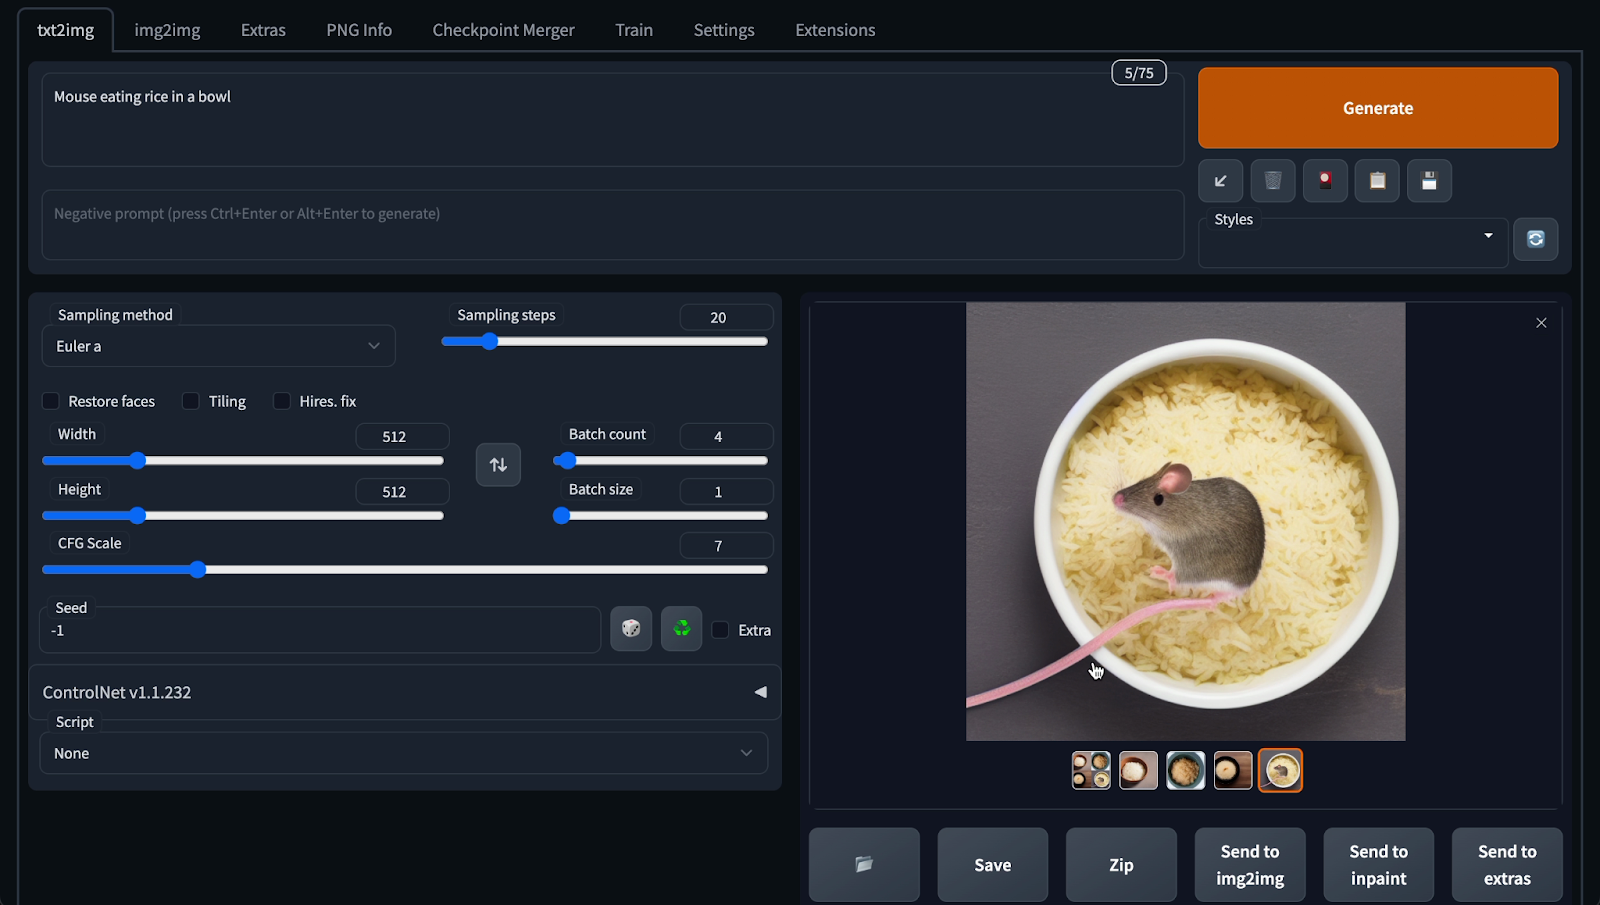 txt2img img2img Extras PNG Info Checkpoint Merger Train Settings Extensions
5/75
Mouse eating rice in a bowl
Generate
Negative prompt (press Ctrl+Enter or Alt+Enter to generate)
Styles
Sampling method
Euler a
Sampling steps 20
Restore faces Tiling Hires. fix
Width 512
Batch count 4
Height 512
Batch size 1
CFG Scale 7
Seed
-1
Extra
ControlNet v1.1.232
Script
None
Save
Zip
Send to
img2img
Send to
inpaint
Send to
extras